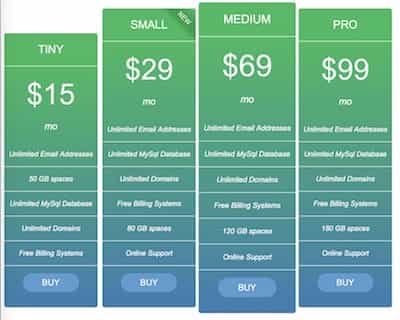 TINY
$15
mo
Unlimited Email Addresses
50 GB spaces
Unlimited MySql Database
Unlimited Domains
Free Billing Systems
BUY
SMALL
NEW
$29
mo
Unlimited Email Addresses
Unlimited MySql Database
Unlimited Domains
Free Billing Systems
80 GB spaces
Online Support
BUY
MEDIUM
$69
mo
Unlimited Email Addresses
Unlimited MySql Database
Unlimited Domains
Free Billing Systems
120 GB spaces
Online Support
BUY
PRO
$99
mo
Unlimited Email Addresses
Unlimited MySql Database
Unlimited Domains
Free Billing Systems
180 GB spaces
Online Support
BUY